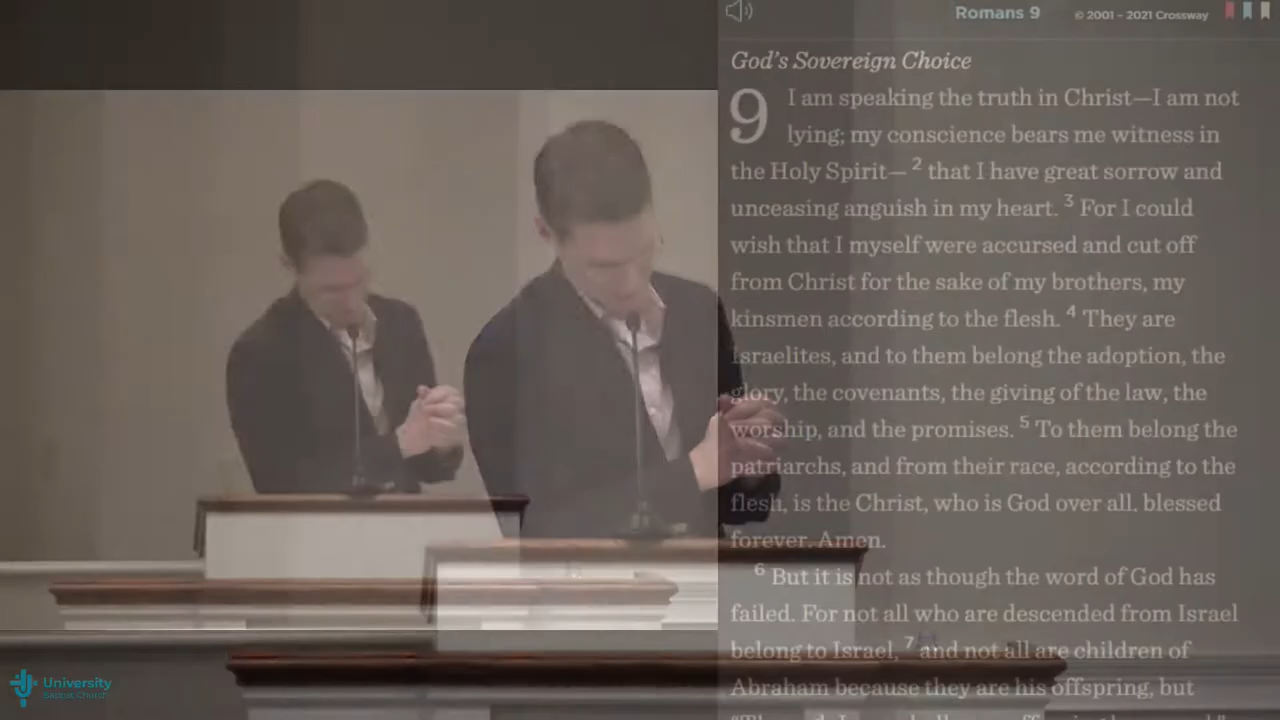 Romans 9
© 2001 – 2021 Crossway
God's Sovereign Choice
9 I am speaking the truth in Christ—I am not
lying; my conscience bears me witness in
the Holy Spirit— 2 that I have great sorrow and
unceasing anguish in my heart. 3 For I could
wish that I myself were accursed and cut off
from Christ for the sake of my brothers, my
kinsmen according to the flesh. 4 They are
Israelites, and to them belong the adoption, the
glory, the covenants, the giving of the law, the
worship, and the promises. 5 To them belong the
patriarchs, and from their race, according to the
flesh, is the Christ, who is God over all, blessed
forever. Amen.
6 But it is not as though the word of God has
failed. For not all who are descended from Israel
belong to Israel, 7 and not all are children of
Abraham because they are his offspring, but
University
Baptist Church